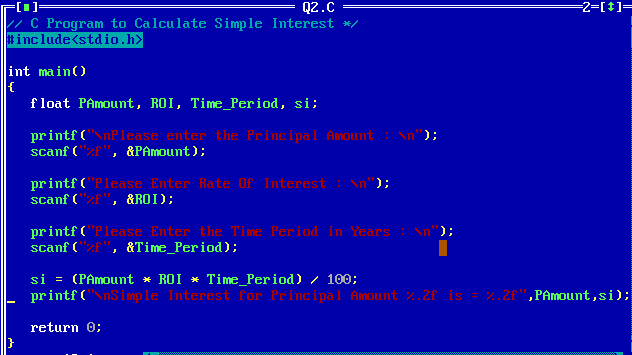 [■] Q2.C 2=[↕]
// C Program to Calculate Simple Interest */
#include<stdio.h>
int main()
{
float PAmount, ROI, Time_Period, si;
printf("\nPlease enter the Principal Amount : \n");
scanf("%f", &PAmount);
printf("Please Enter Rate Of Interest : \n");
scanf("%f", &ROI);
printf("Please Enter the Time Period in Years : \n");
scanf("%f", &Time_Period);
si = (PAmount * ROI * Time_Period) / 100;
printf("\nSimple Interest for Principal Amount %.2f is = %.2f",PAmount,si);
return 0;